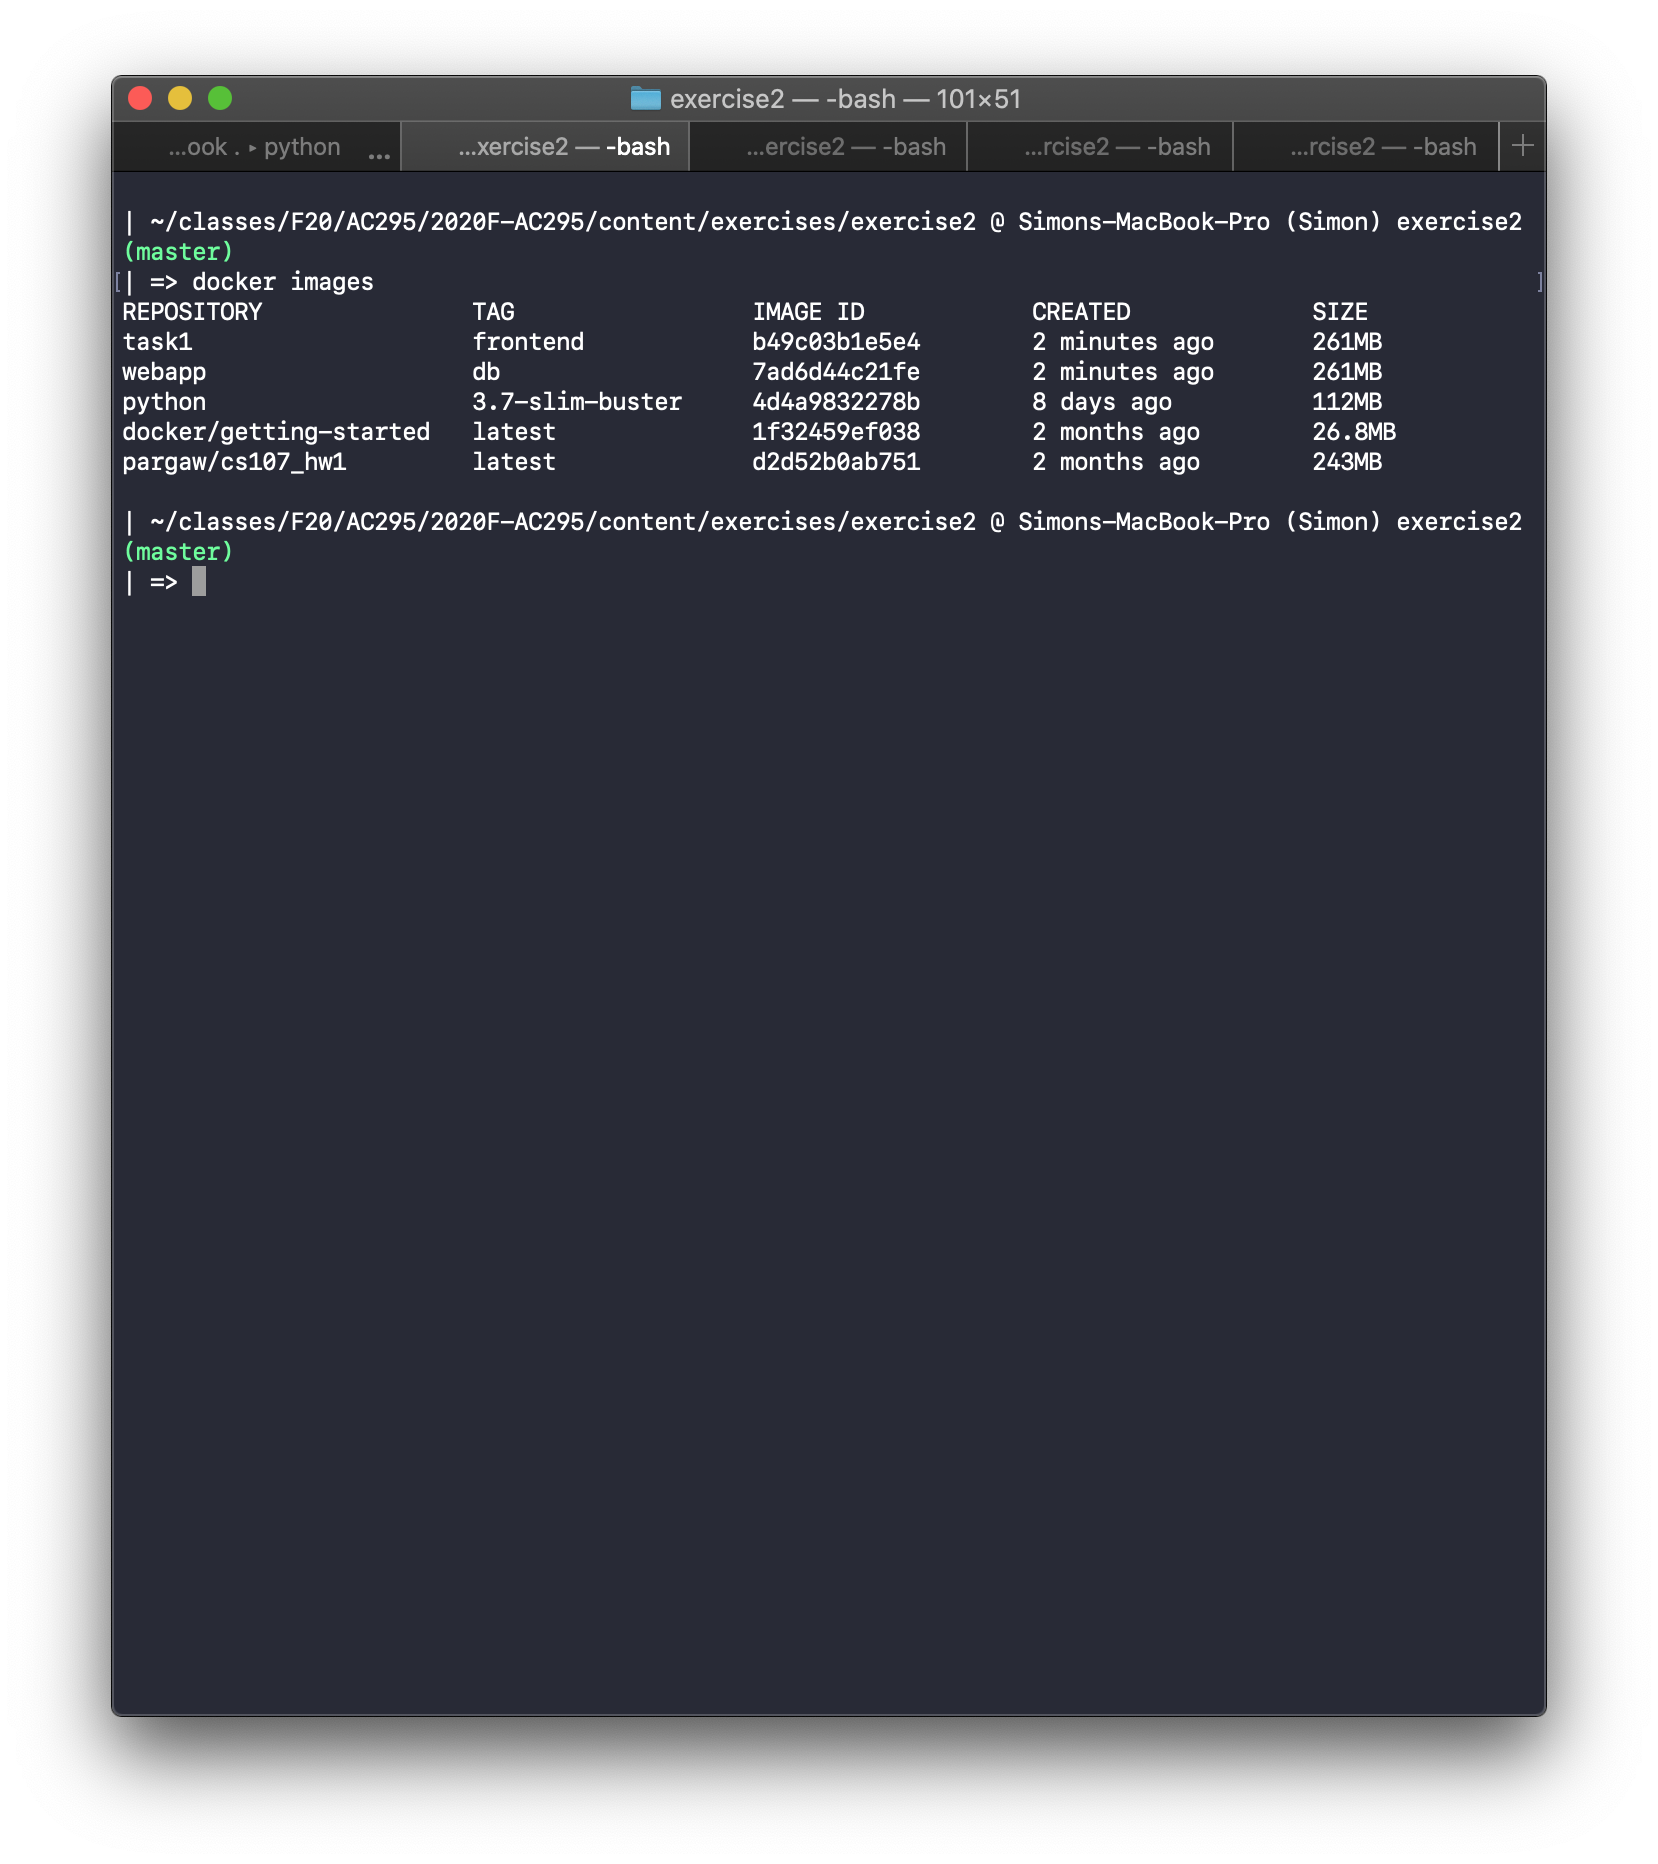 exercise2 — -bash — 101×51
...ook . ▸ python ... ...xercise2 — -bash ...ercise2 — -bash ...rcise2 — -bash ...rcise2 — -bash +
| ~/classes/F20/AC295/2020F-AC295/content/exercises/exercise2 @ Simons-MacBook-Pro (Simon) exercise2
(master)
[| => docker images ]
REPOSITORY TAG IMAGE ID CREATED SIZE
task1 frontend b49c03b1e5e4 2 minutes ago 261MB
webapp db 7ad6d44c21fe 2 minutes ago 261MB
python 3.7-slim-buster 4d4a9832278b 8 days ago 112MB
docker/getting-started latest 1f32459ef038 2 months ago 26.8MB
pargaw/cs107_hw1 latest d2d52b0ab751 2 months ago 243MB
| ~/classes/F20/AC295/2020F-AC295/content/exercises/exercise2 @ Simons-MacBook-Pro (Simon) exercise2
(master)
| =>